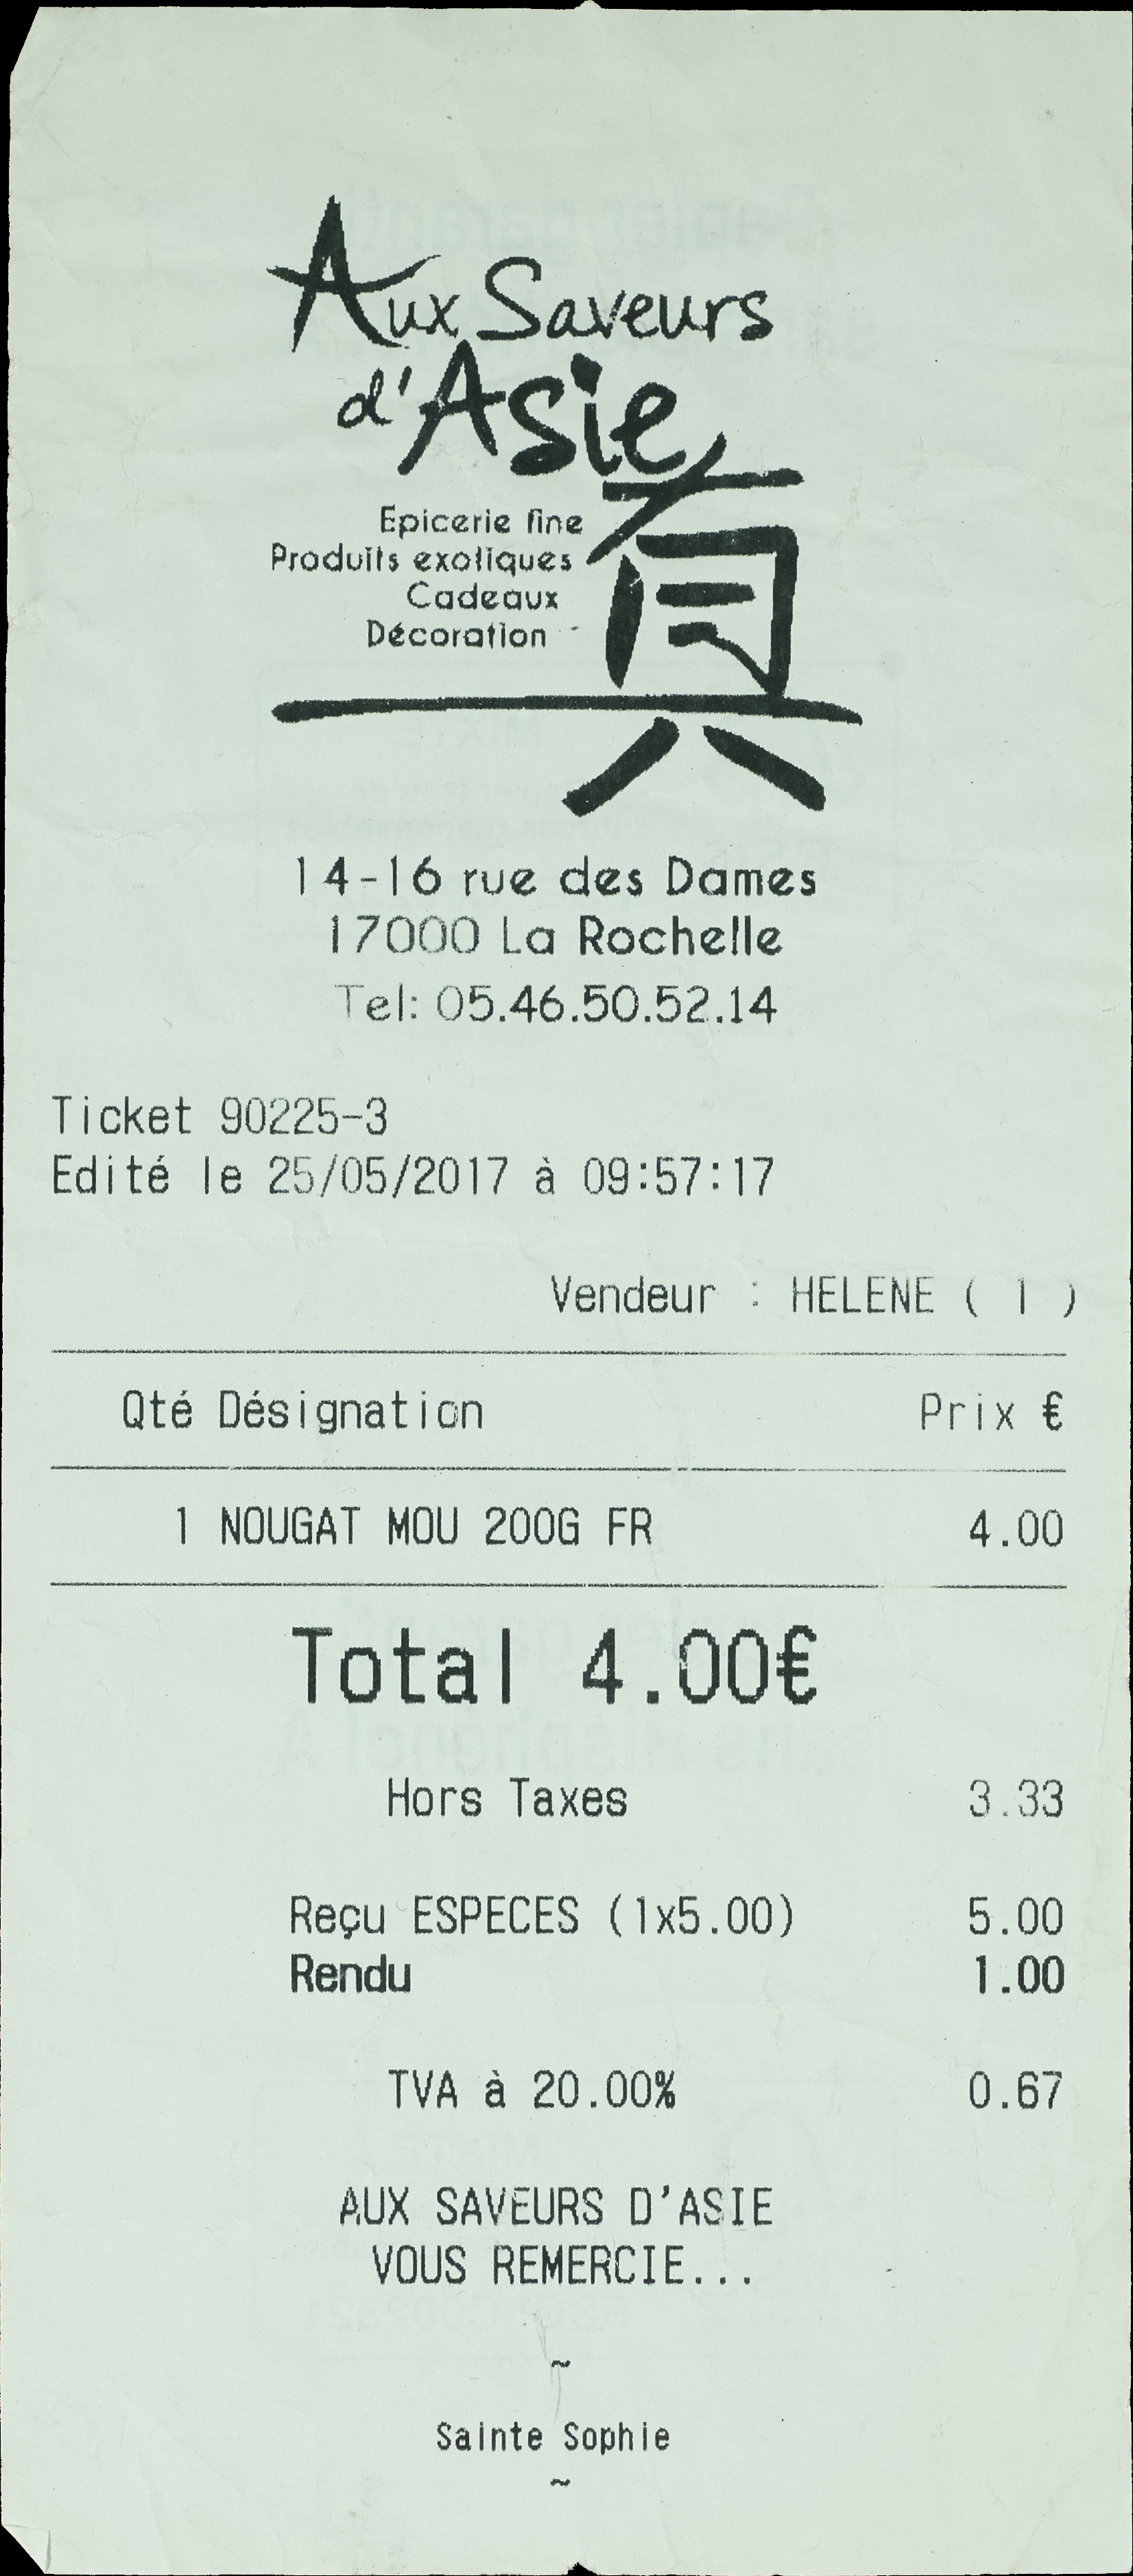 Aux Saveurs
d'Asie
Epicerie fine
Produits exotiques
Cadeaux
Décoration
14-16 rue des Dames
17000 La Rochelle
Tel: 05.46.50.52.14
Ticket 90225-3
Edité le 25/05/2017 à 09:57:17
Vendeur : HELENE ( 1 )
Qté Désignation Prix €
1 NOUGAT MOU 200G FR 4.00
Total 4.00€
Hors Taxes 3.33
Reçu ESPECES (1x5.00) 5.00
Rendu 1.00
TVA à 20.00% 0.67
AUX SAVEURS D'ASIE
VOUS REMERCIE...
~
Sainte Sophie
~